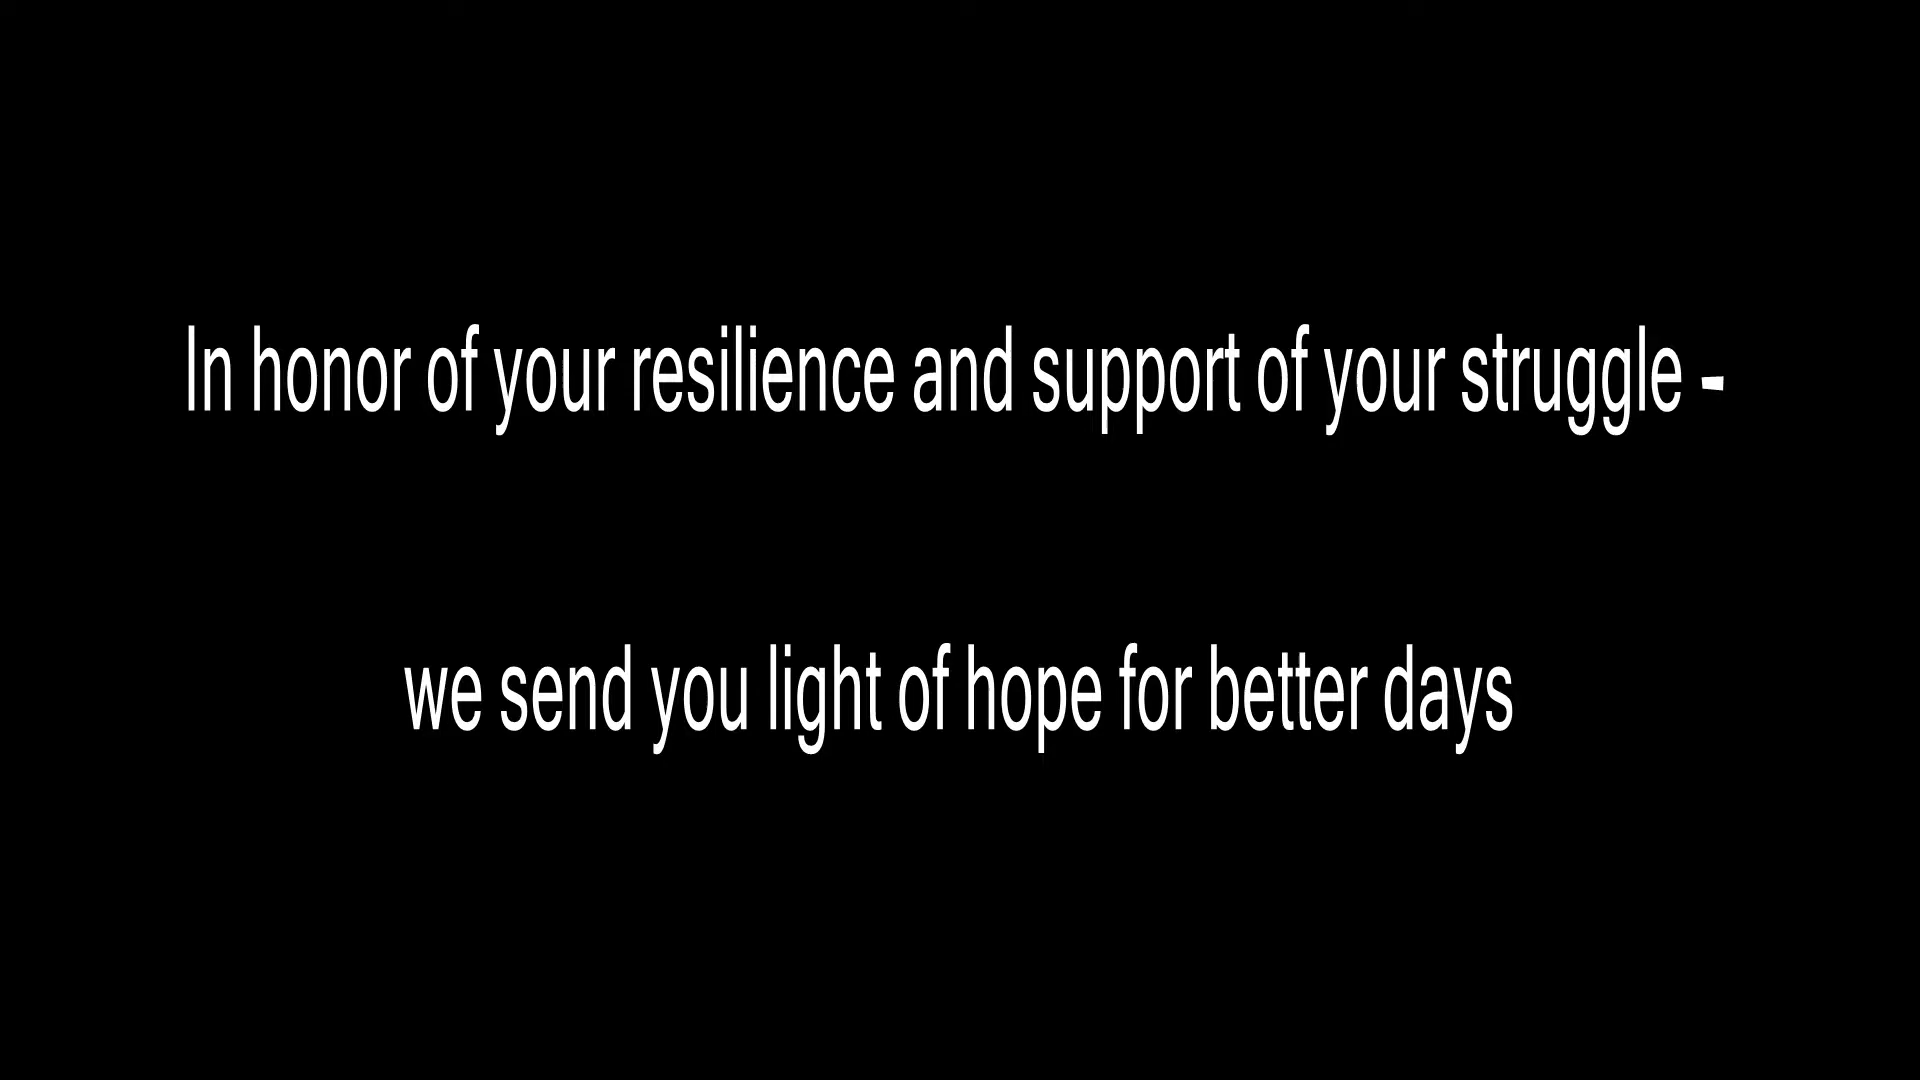 In honor of your resilience and support of your struggle -
we send you light of hope for better days